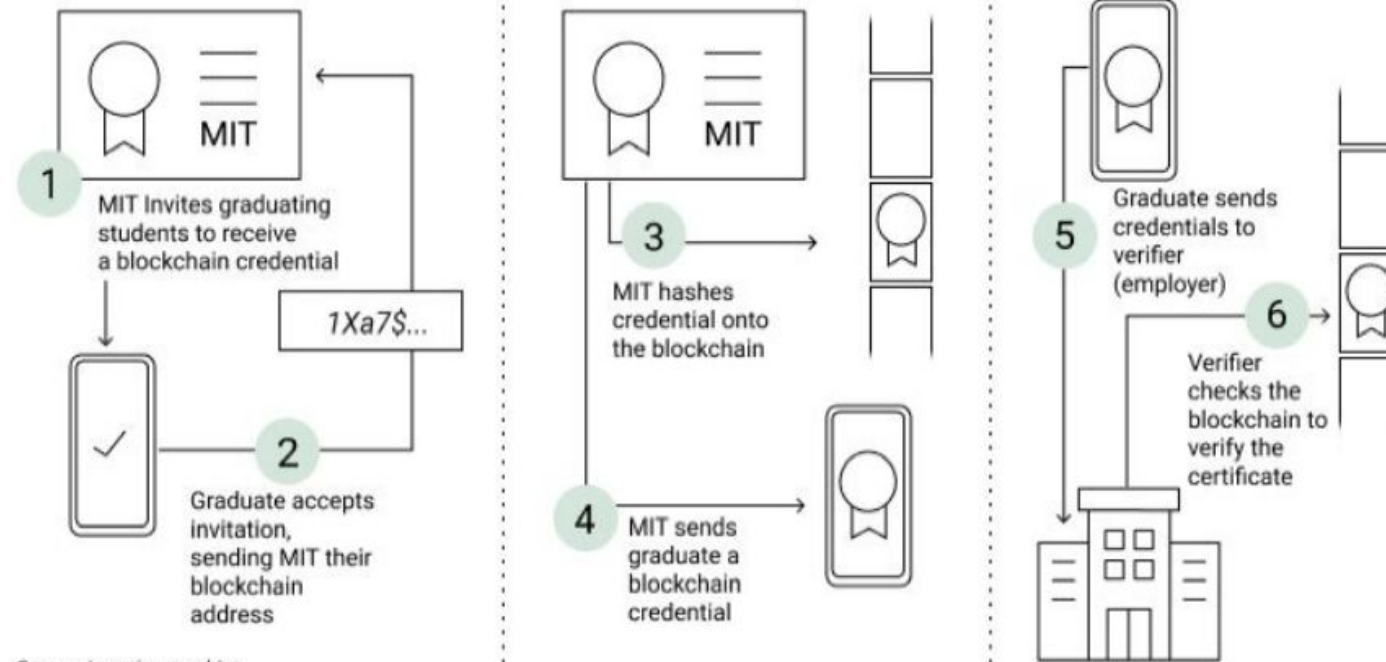 MIT
1
MIT Invites graduating
students to receive
a blockchain credential
1Xa7$...
2
Graduate accepts
invitation,
sending MIT their
blockchain
address
MIT
3
MIT hashes
credential onto
the blockchain
4
MIT sends
graduate a
blockchain
credential
5
Graduate sends
credentials to
verifier
(employer)
6
Verifier
checks the
blockchain to
verify the
certificate